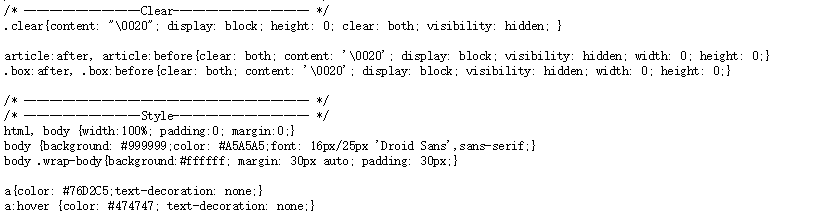 /* ----------------Clear------------------ */
.clear{content: "\0020"; display: block; height: 0; clear: both; visibility: hidden; }
article:after, article:before{clear: both; content: '\0020'; display: block; visibility: hidden; width: 0; height: 0;}
.box:after, .box:before{clear: both; content: '\0020'; display: block; visibility: hidden; width: 0; height: 0;}
/* --------------------------------------- */
/* ----------------Style------------------ */
html, body {width:100%; padding:0; margin:0;}
body {background: #999999;color: #A5A5A5;font: 16px/25px 'Droid Sans',sans-serif;}
body .wrap-body{background:#ffffff; margin: 30px auto; padding: 30px;}
a{color: #76D2C5;text-decoration: none;}
a:hover {color: #474747; text-decoration: none;}